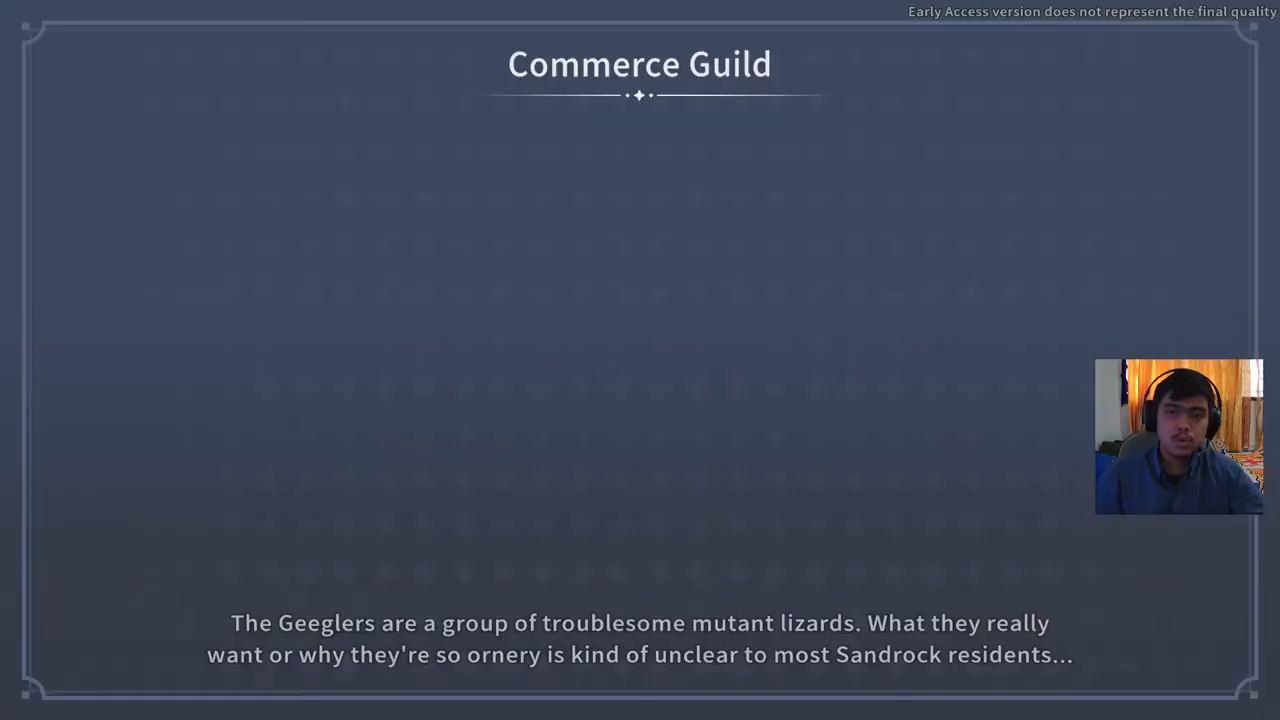 Early Access version does not represent the final quality
Commerce Guild
The Geeglers are a group of troublesome mutant lizards. What they really
want or why they're so ornery is kind of unclear to most Sandrock residents...